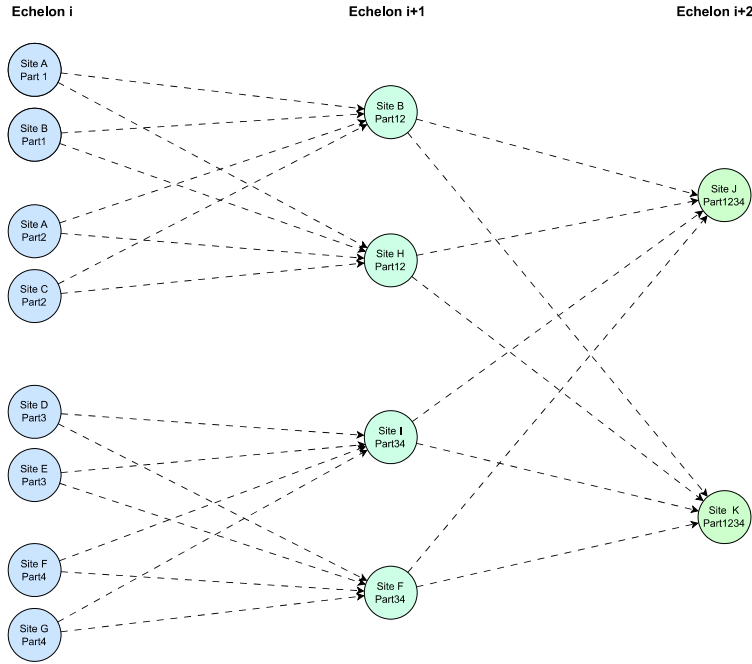 Echelon i
Echelon i+1
Echelon i+2
Site A
Part 1
Site B
Part1
Site A
Part2
Site C
Part2
Site D
Part3
Site E
Part3
Site F
Part4
Site G
Part4
Site B
Part12
Site H
Part12
Site I
Part34
Site F
Part34
Site J
Part1234
Site K
Part1234